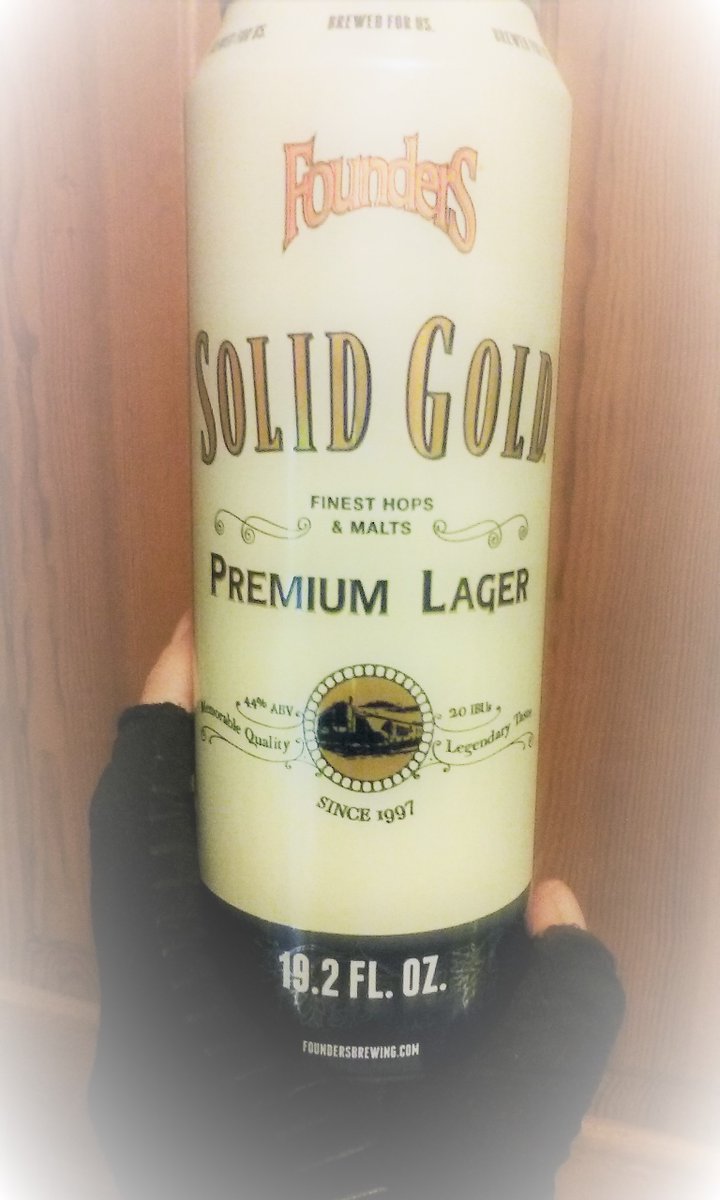 BREWED FOR US.
Founders
SOLID GOLD
FINEST HOPS
& MALTS
PREMIUM LAGER
4.4% ABV
20 IBUs
Memorable Quality
Legendary Taste
SINCE 1997
19.2 FL. OZ.
FOUNDERSBREWING.COM